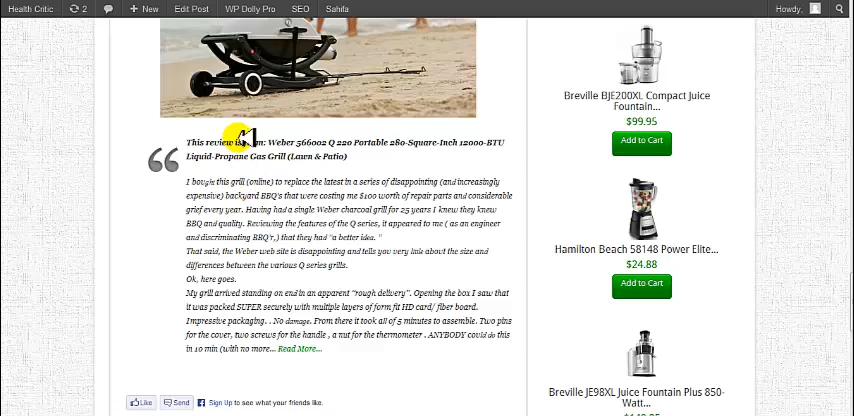 Health Critic 2 New Edit Post WP Dolly Pro SEO Sahifa Howdy,
This review is
Weber 566002 Q 220 Portable 280-Square-Inch 12000-BTU
Liquid-Propane Gas Grill (Lawn & Patio)
I bought this grill (online) to replace the latest in a series of disappointing (and increasingly
expensive) backyard BBQ's that were costing me $100 worth of repair parts and considerable
grief every year. Having had a single Weber charcoal grill for 25 years I knew they knew
BBQ and quality. Reviewing the features of the Q series, it appeared to me ( as an engineer
and discriminating BBQ'r,) that they had "a better idea. "
That said, the Weber web site is disappointing and tells you very little about the size and
differences between the various Q series grills.
Ok, here goes.
My grill arrived standing on end in an apparent "rough delivery". Opening the box I saw that
it was packed SUPER securely with multiple layers of form fit HD card/ fiber board.
Impressive packaging. . No damage. From there it took all of 5 minutes to assemble. Two pins
for the cover, two screws for the handle , a nut for the thermometer . ANYBODY could do this
in 10 min (with no more... Read More...
Like Send Sign Up to see what your friends like.
Breville BJE200XL Compact Juice
Fountain...
$99.95
Add to Cart
Hamilton Beach 58148 Power Elite...
$24.88
Add to Cart
Breville JE98XL Juice Fountain Plus 850-
Watt...